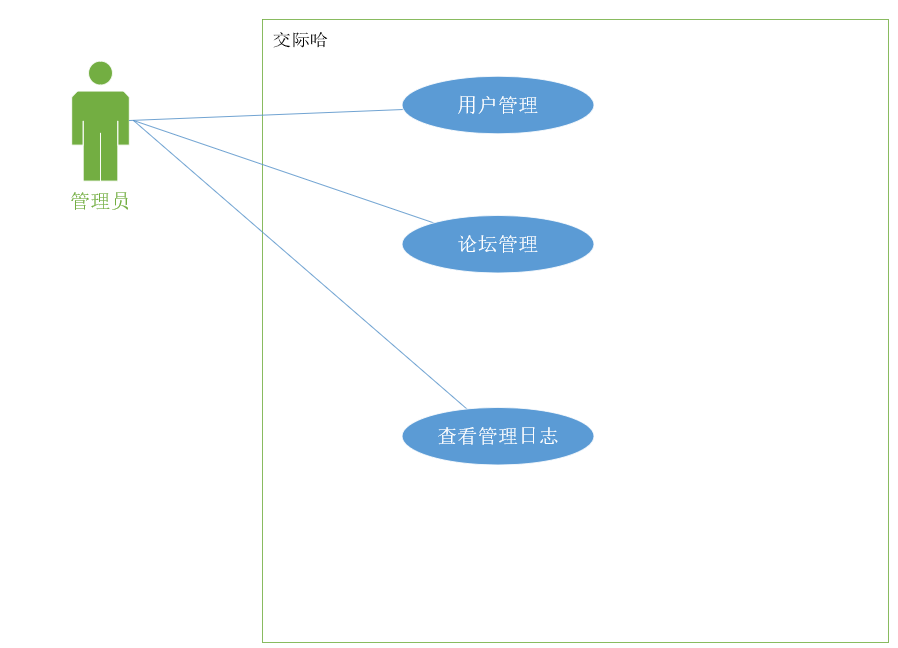 交际哈
用户管理
管理员
论坛管理
查看管理日志